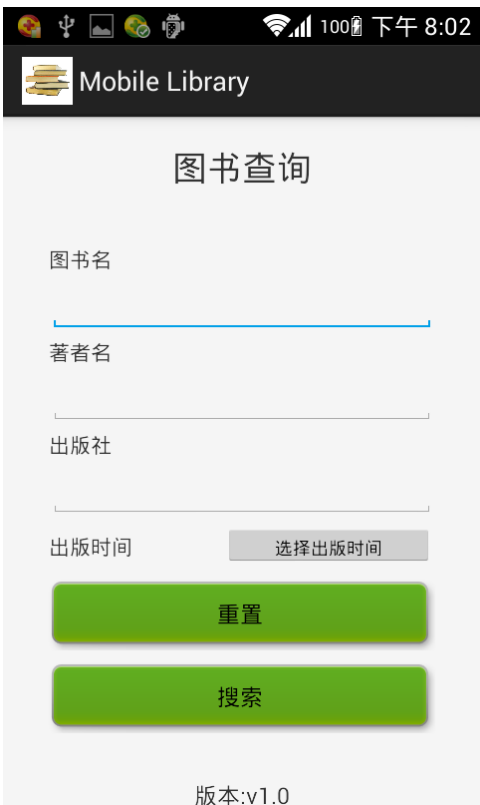 100 下午 8:02
Mobile Library
图书查询
图书名
著者名
出版社
出版时间 选择出版时间
重置
搜索
版本:v1.0